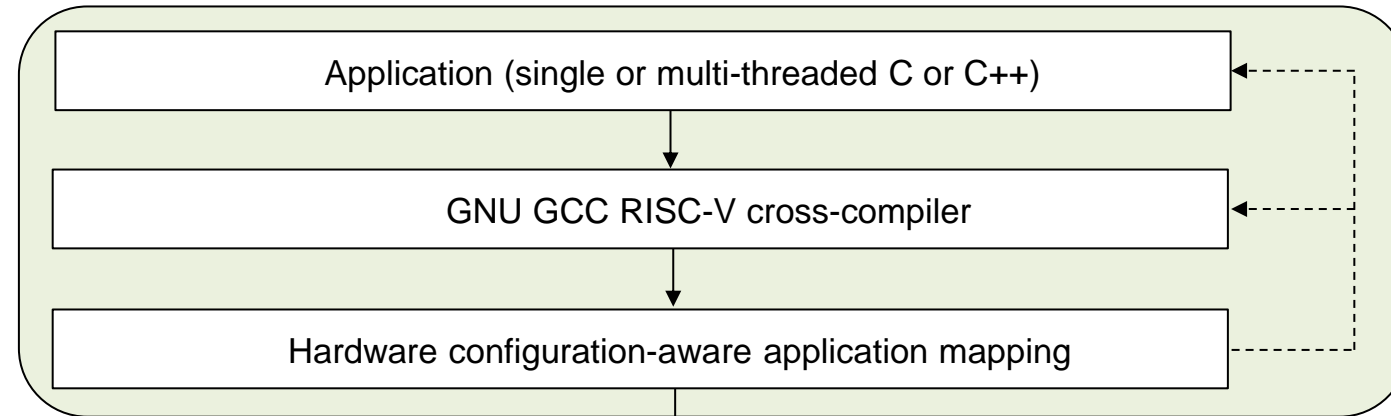 Application (single or multi-threaded C or C++)
GNU GCC RISC-V cross-compiler
Hardware configuration-aware application mapping